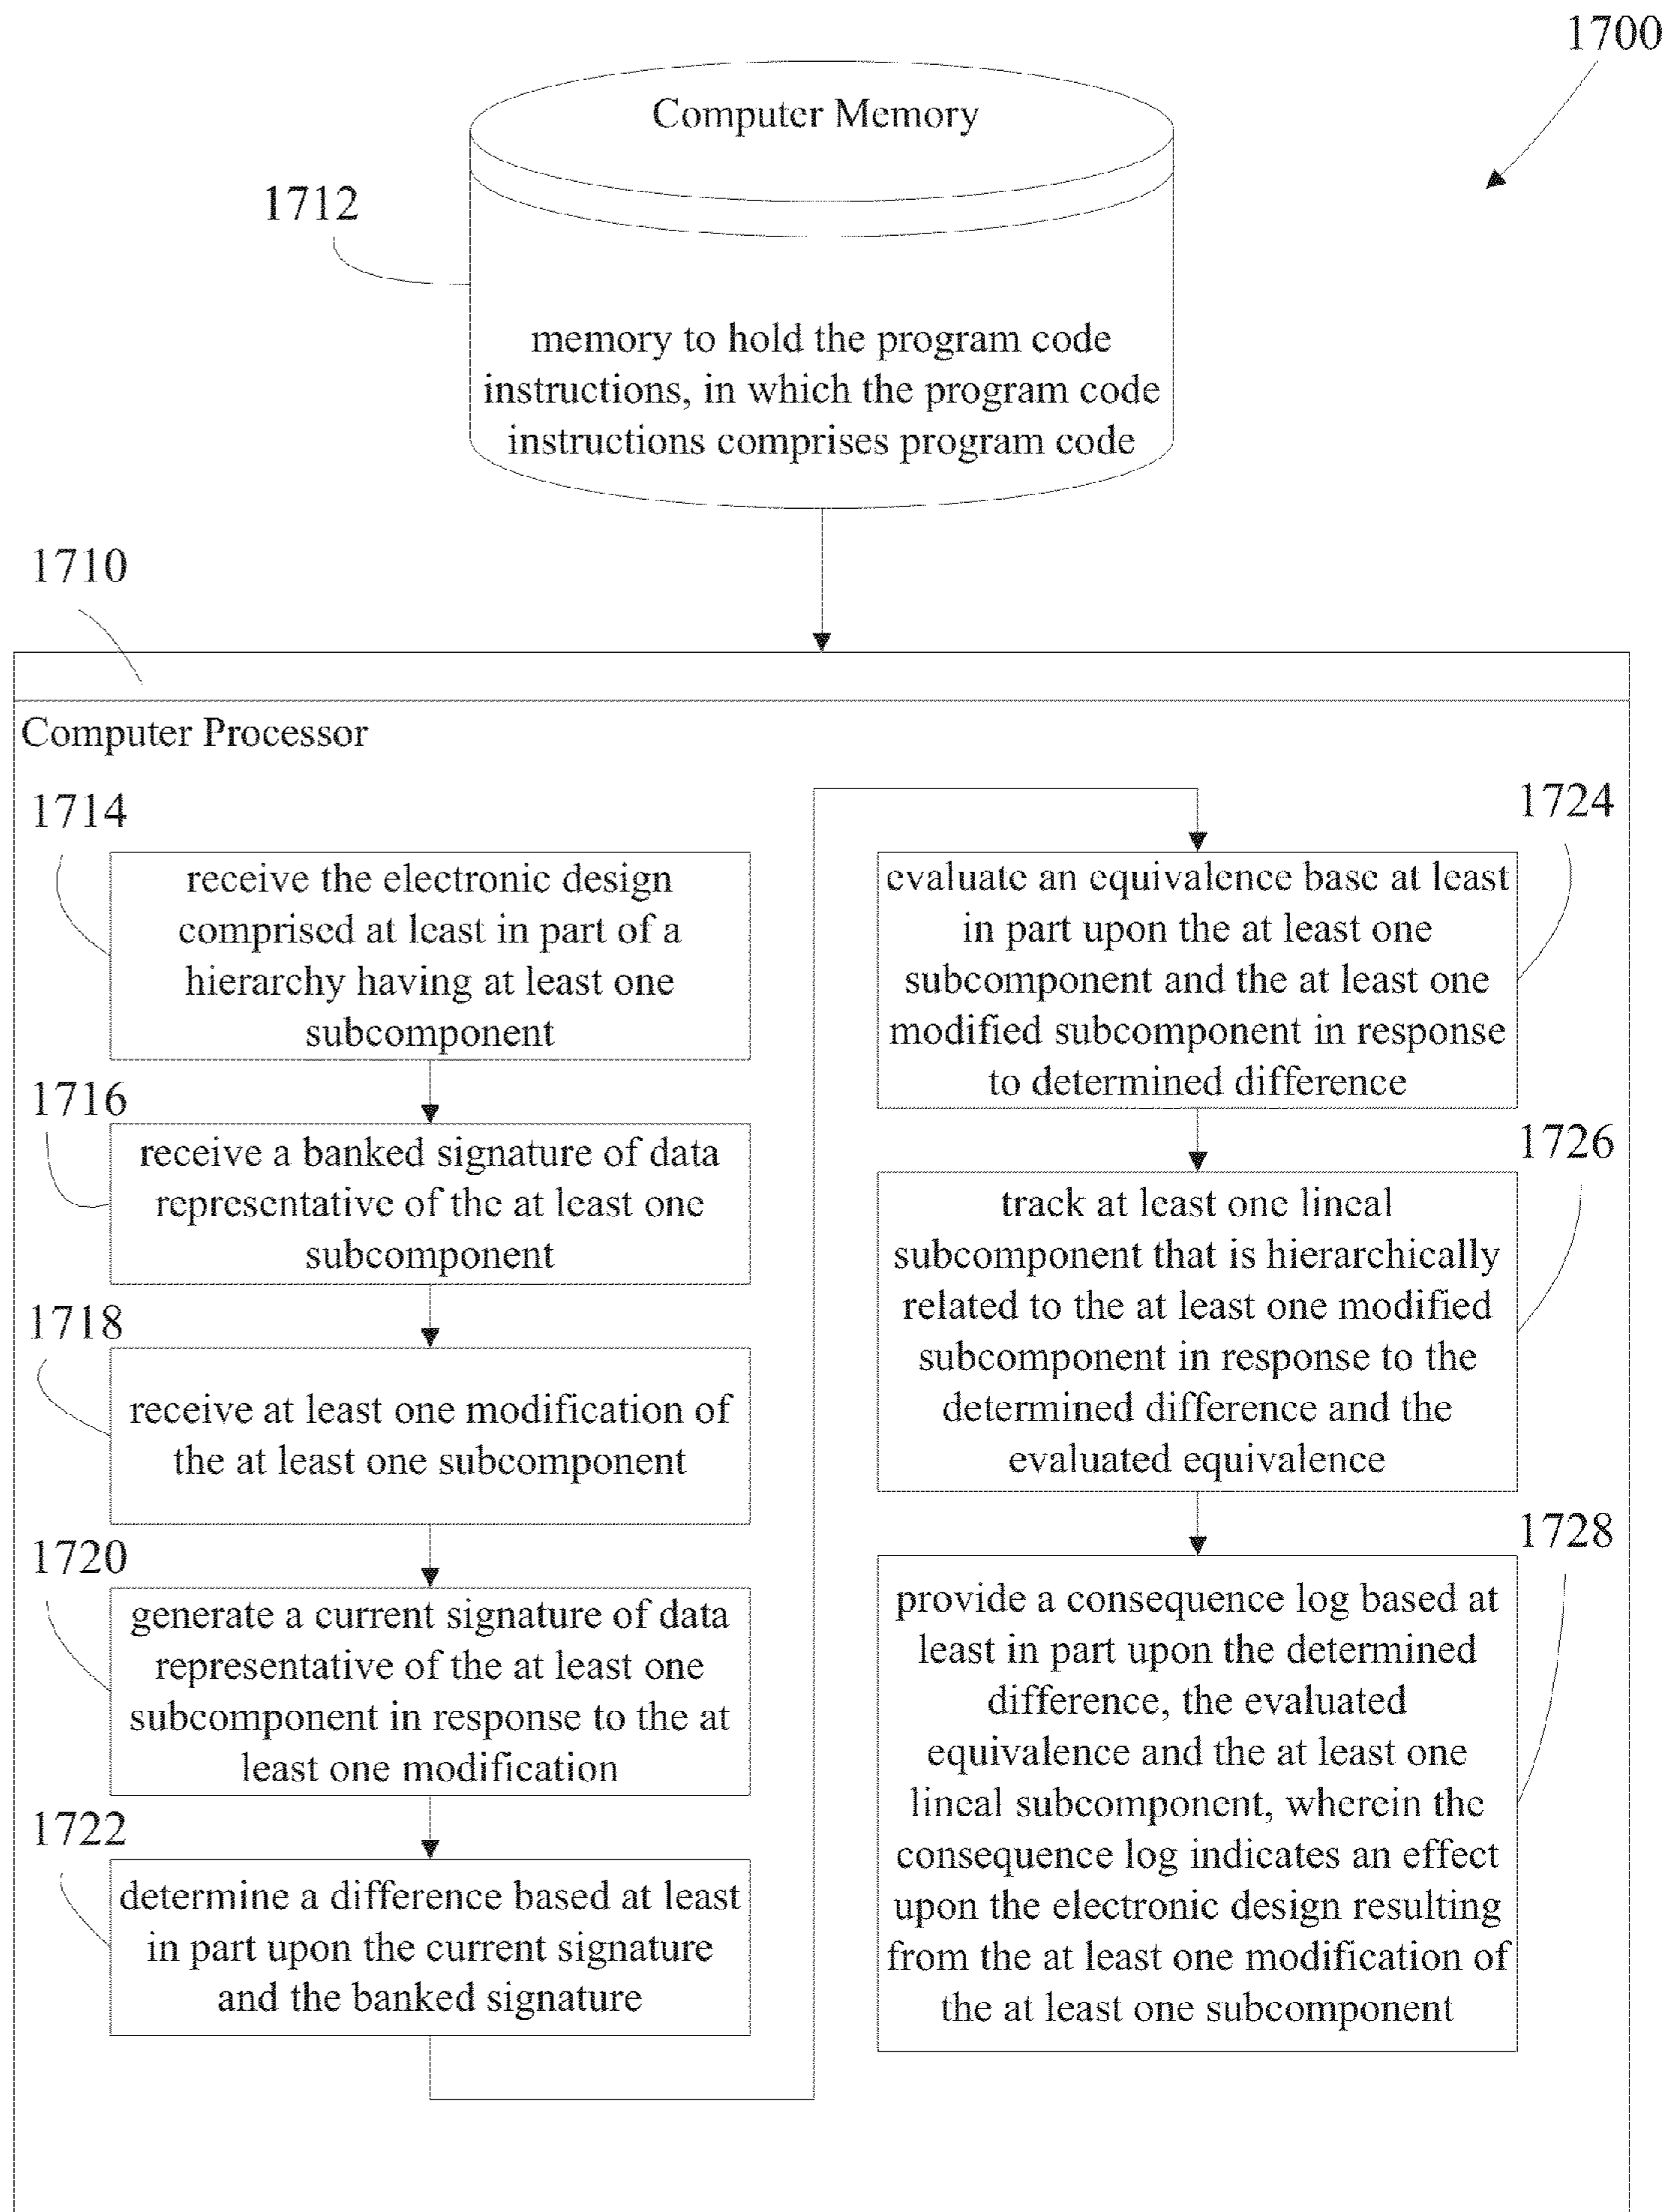 1700
Computer Memory
1712
memory to hold the program code
instructions, in which the program code
instructions comprises program code
1710
Computer Processor
1714
receive the electronic design
comprised at least in part of a
hierarchy having at least one
subcomponent
1716
receive a banked signature of data
representative of the at least one
subcomponent
1718
receive at least one modification of
the at least one subcomponent
1720
generate a current signature of data
representative of the at least one
subcomponent in response to the at
least one modification
1722
determine a difference based at least
in part upon the current signature
and the banked signature
1724
evaluate an equivalence base at least
in part upon the at least one
subcomponent and the at least one
modified subcomponent in response
to determined difference
1726
track at least one lineal
subcomponent that is hierarchically
related to the at least one modified
subcomponent in response to the
determined difference and the
evaluated equivalence
1728
provide a consequence log based at
least in part upon the determined
difference, the evaluated
equivalence and the at least one
lineal subcomponent, wherein the
consequence log indicates an effect
upon the electronic design resulting
from the at least one modification of
the at least one subcomponent